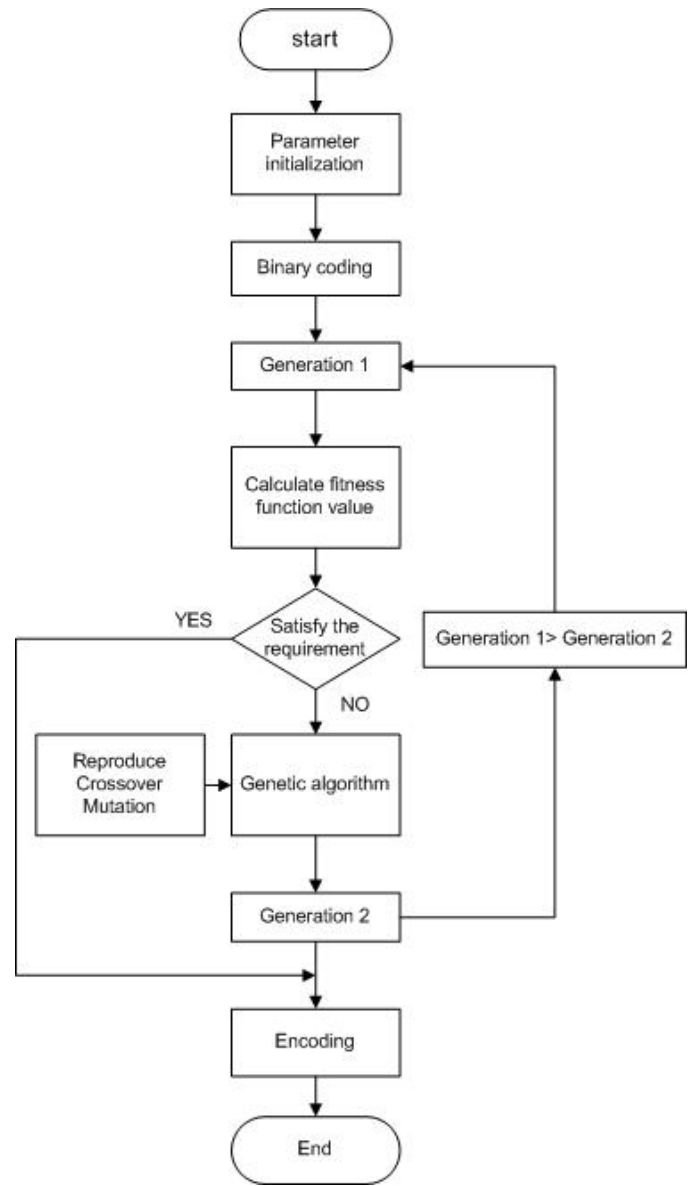 start
Parameter
initialization
Binary coding
Generation 1
Calculate fitness
function value
YES
Satisfy the
requirement
Generation 1> Generation 2
NO
Reproduce
Crossover
Mutation
Genetic algorithm
Generation 2
Encoding
End